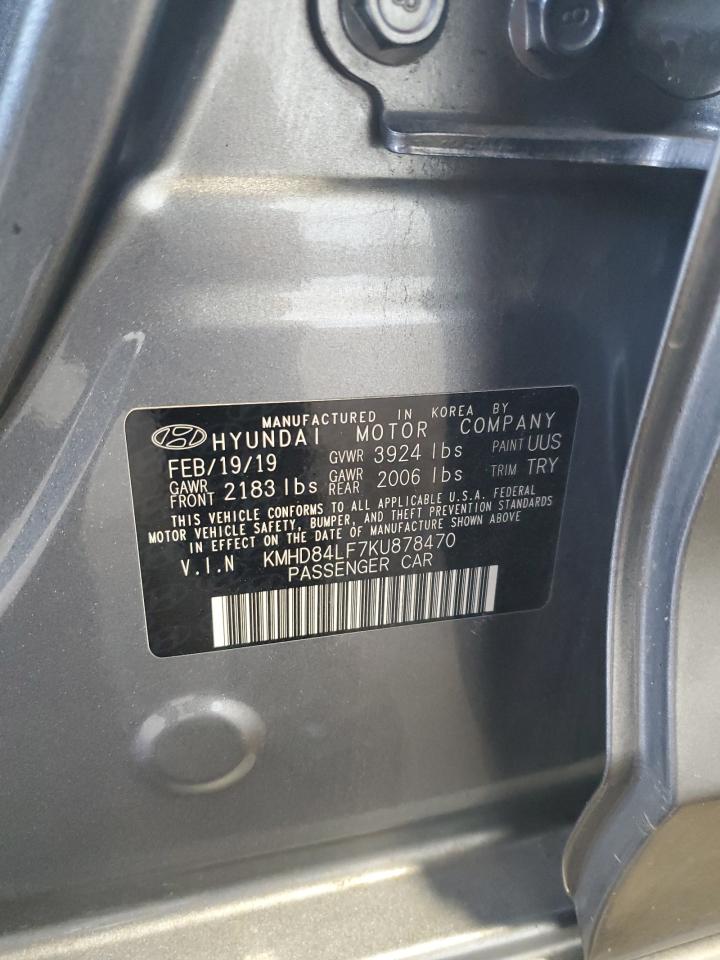 MANUFACTURED IN KOREA BY
HYUNDAI MOTOR COMPANY
FEB/19/19 GVWR 3924 lbs PAINT UUS
GAWR FRONT 2183 lbs GAWR REAR 2006 lbs TRIM TRY
THIS VEHICLE CONFORMS TO ALL APPLICABLE U.S.A. FEDERAL
MOTOR VEHICLE SAFETY, BUMPER, AND THEFT PREVENTION STANDARDS
IN EFFECT ON THE DATE OF MANUFACTURE SHOWN ABOVE
V.I.N KMHD84LF7KU878470
PASSENGER CAR